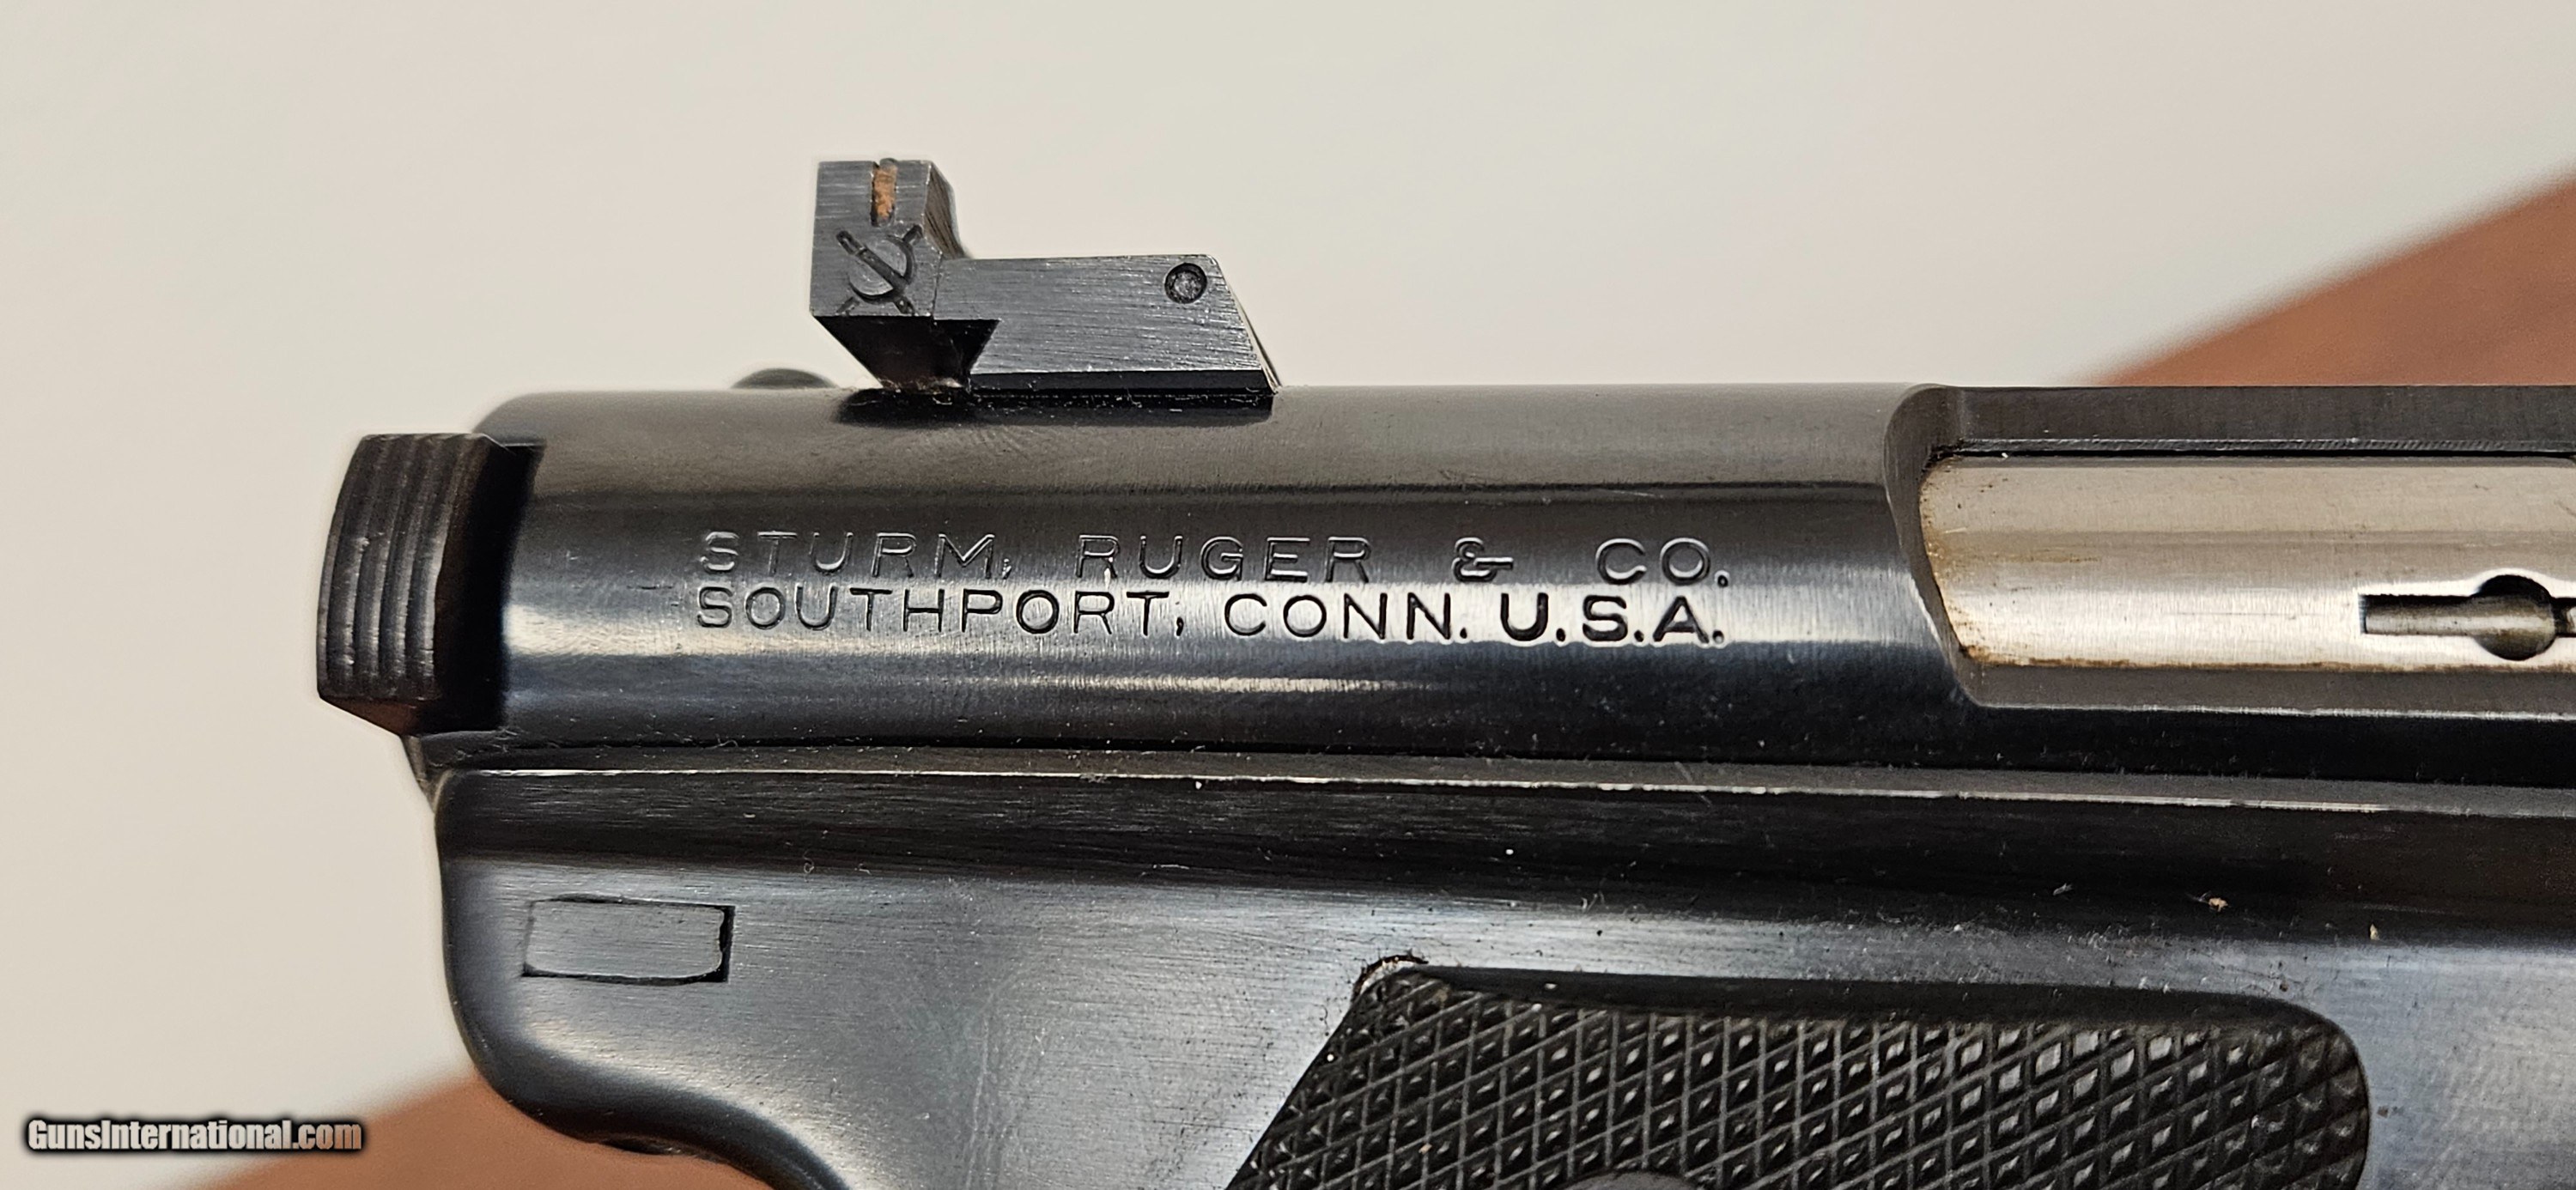 STURM, RUGER & CO.
SOUTHPORT, CONN. U.S.A.
GunsInternational.com